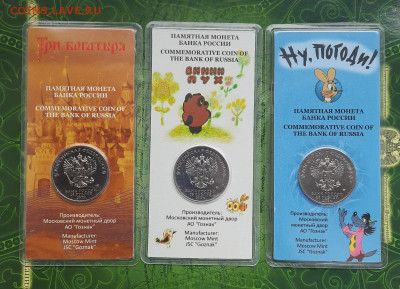 COINS.SU
Три богатыря
ПАМЯТНАЯ МОНЕТА
БАНКА РОССИИ
COMMEMORATIVE COIN OF
THE BANK OF RUSSIA
Производитель:
Московский монетный двор
АО "Гознак"
Manufacturer:
Moscow Mint
JSC "Goznak"
ПАМЯТНАЯ МОНЕТА
БАНКА РОССИИ
COMMEMORATIVE COIN OF
THE BANK OF RUSSIA
ВИННИ
ПУХ
Производитель:
Московский монетный двор
АО "Гознак"
Manufacturer:
Moscow Mint
JSC "Goznak"
Ну, погоди!
ПАМЯТНАЯ МОНЕТА
БАНКА РОССИИ
COMMEMORATIVE COIN OF
THE BANK OF RUSSIA
Производитель:
Московский монетный двор
АО "Гознак"
Manufacturer:
Moscow Mint
JSC "Goznak"